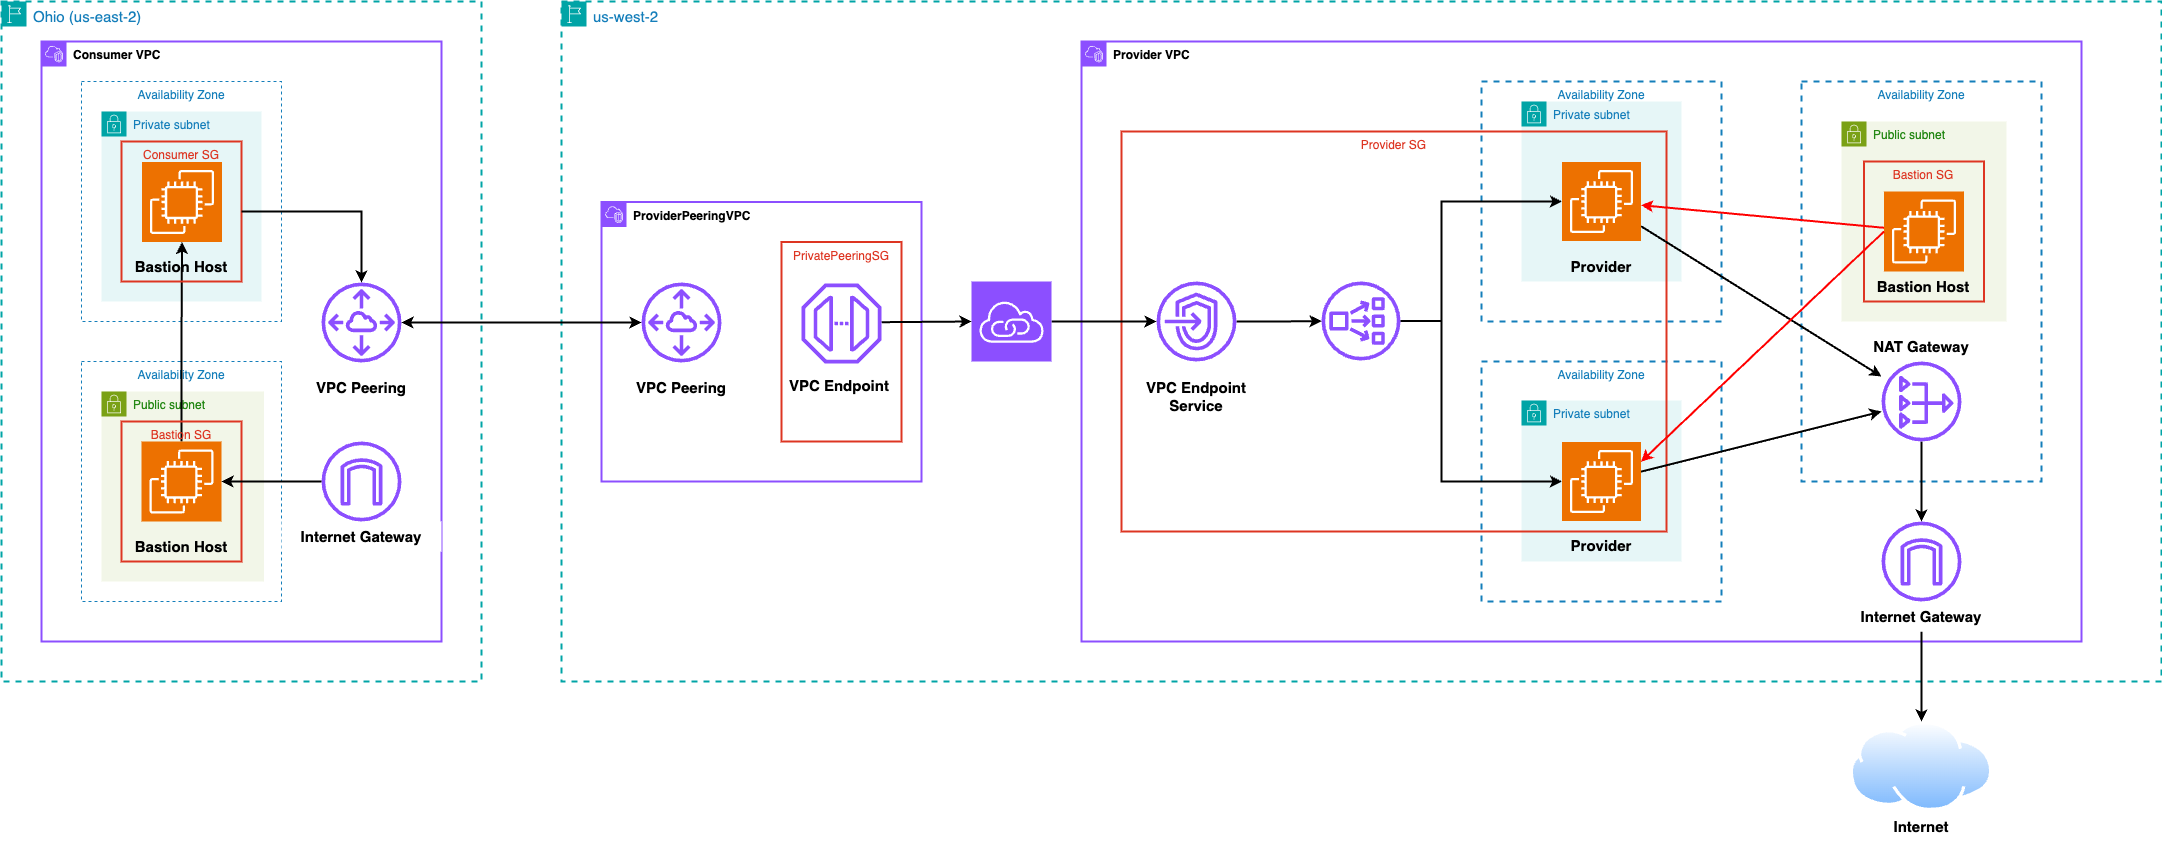 Ohio (us-east-2)
Consumer VPC
Availability Zone
Private subnet
Consumer SG
Bastion Host
VPC Peering
Availability Zone
Public subnet
Bastion SG
Bastion Host
Internet Gateway
us-west-2
ProviderPeeringVPC
VPC Peering
PrivatePeeringSG
VPC Endpoint
Provider VPC
Provider SG
VPC Endpoint
Service
Availability Zone
Private subnet
Provider
Availability Zone
Private subnet
Provider
Availability Zone
Public subnet
Bastion SG
Bastion Host
NAT Gateway
Internet Gateway
Internet